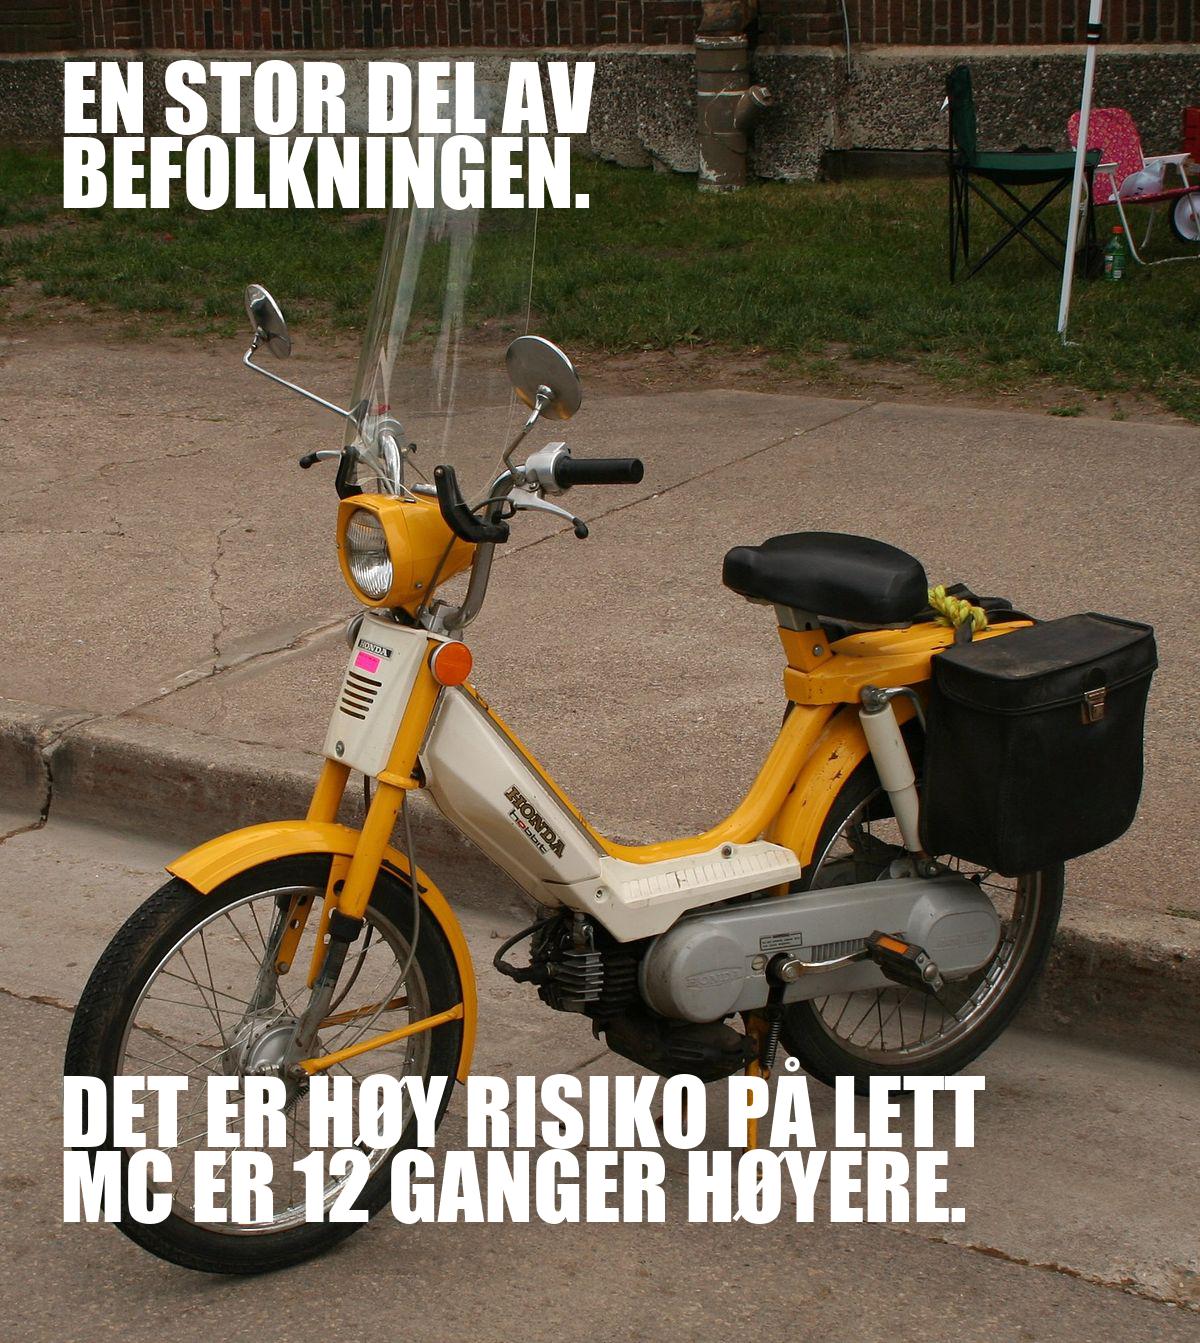 EN STOR DEL AV
BEFOLKNINGEN.
HONDA
HONDA
hobbit
HONDA
DET ER HØY RISIKO PÅ LETT
MC ER 12 GANGER HØYERE.